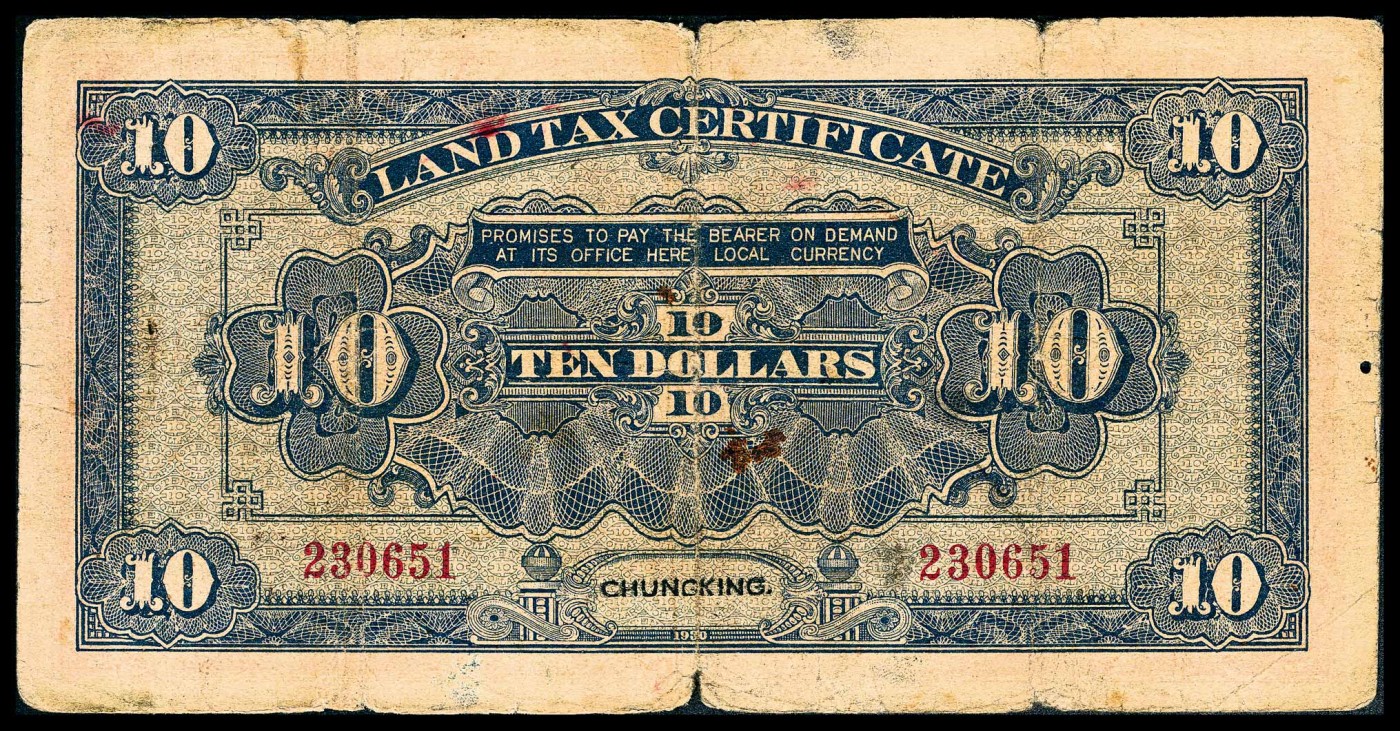 10 LAND TAX CERTIFICATE 10
PROMISES TO PAY THE BEARER ON DEMAND
AT ITS OFFICE HERE LOCAL CURRENCY
10
10 TEN DOLLARS 10
10
230651 230651
10 CHUNGKING. 10
1930